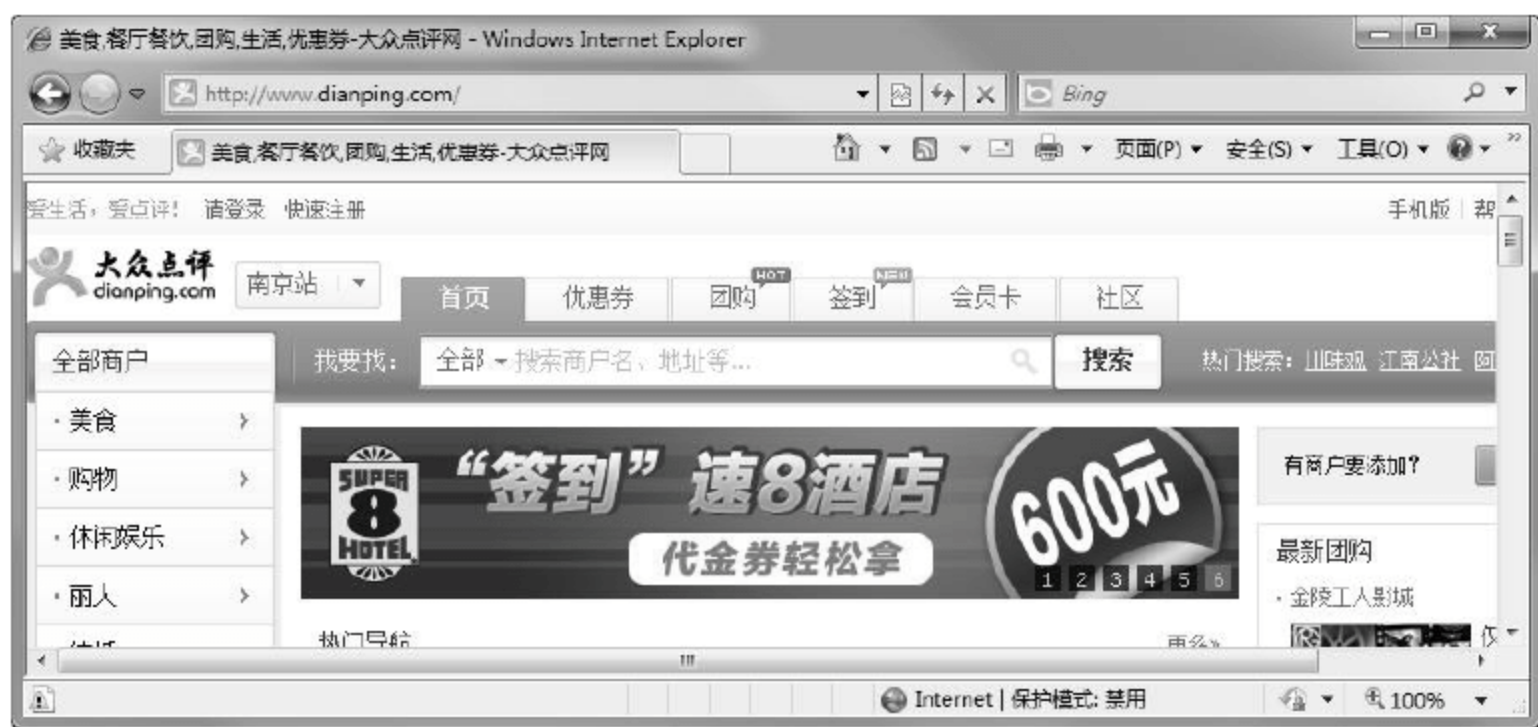 美食,餐厅餐饮,团购,生活,优惠券-大众点评网 - Windows Internet Explorer
http://www.dianping.com/ Bing
收藏夹 美食,餐厅餐饮,团购,生活,优惠券-大众点评网 页面(P) 安全(S) 工具(O)
爱生活，爱点评! 请登录 快速注册 手机版 帮
大众点评
dianping.com
南京站 首页 优惠券 团购 HOT 签到 NEW 会员卡 社区
全部商户 我要找: 全部 搜索商户名、地址等... 搜索 热门搜索: 川味观 江南公社 阿
·美食
·购物
·休闲娱乐
·丽人
SUPER
8
HOTEL
“签到” 速8酒店
代金券轻松拿
600元
1 2 3 4 5 6
有商户要添加?
最新团购
·金陵工人影城
热门导航 更多»
Internet | 保护模式: 禁用 100%